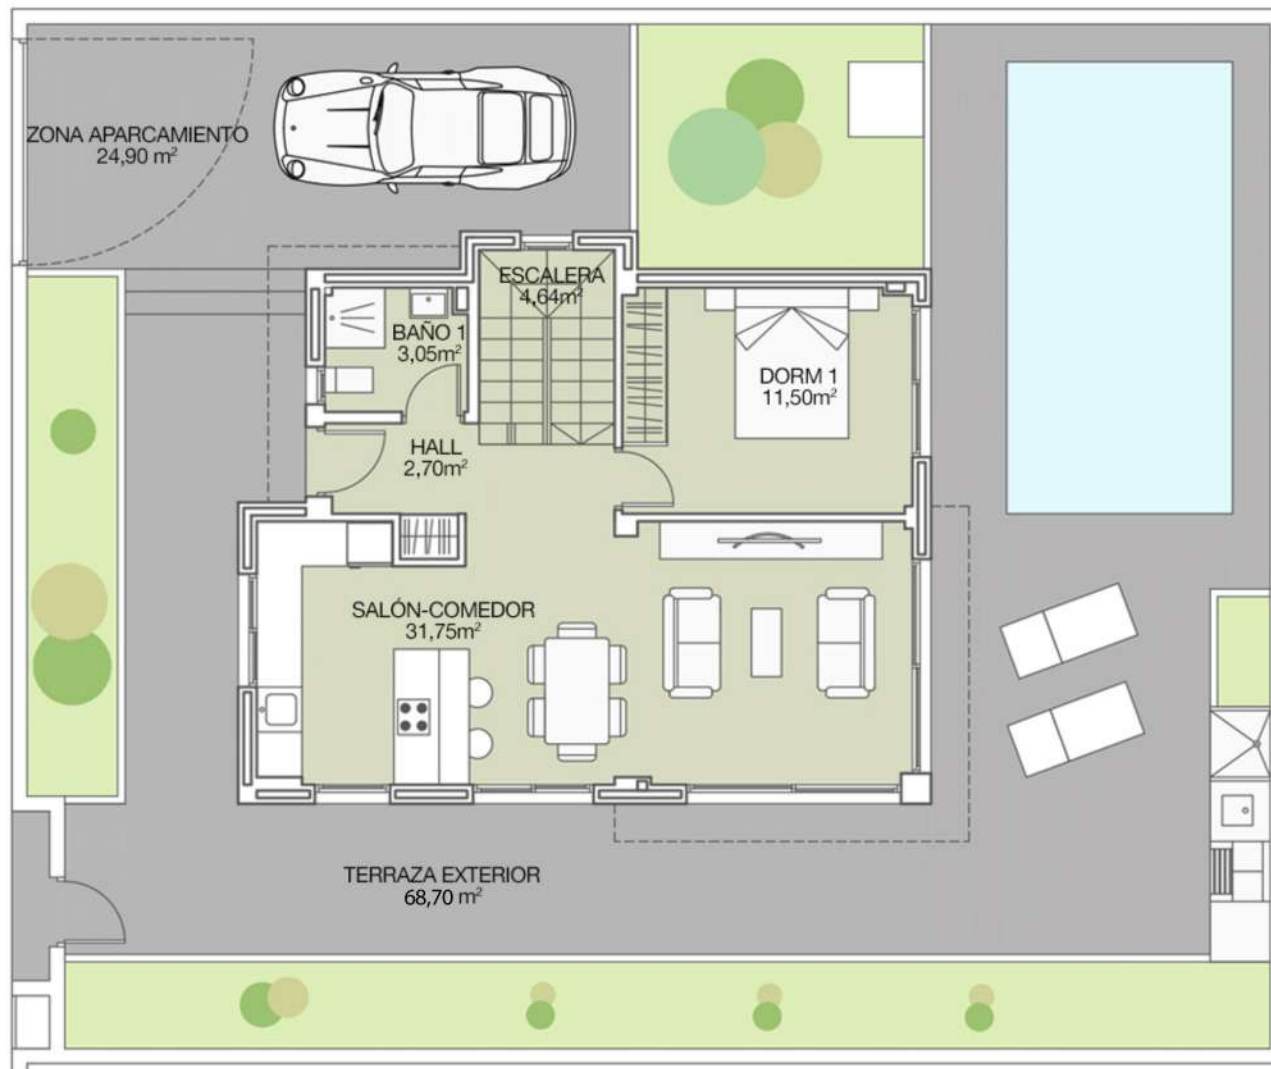 ZONA APARCAMIENTO
24,90 m²
ESCALERA
4,64m²
BAÑO 1
3,05m²
DORM 1
11,50m²
HALL
2,70m²
SALÓN-COMEDOR
31,75m²
TERRAZA EXTERIOR
68,70 m²